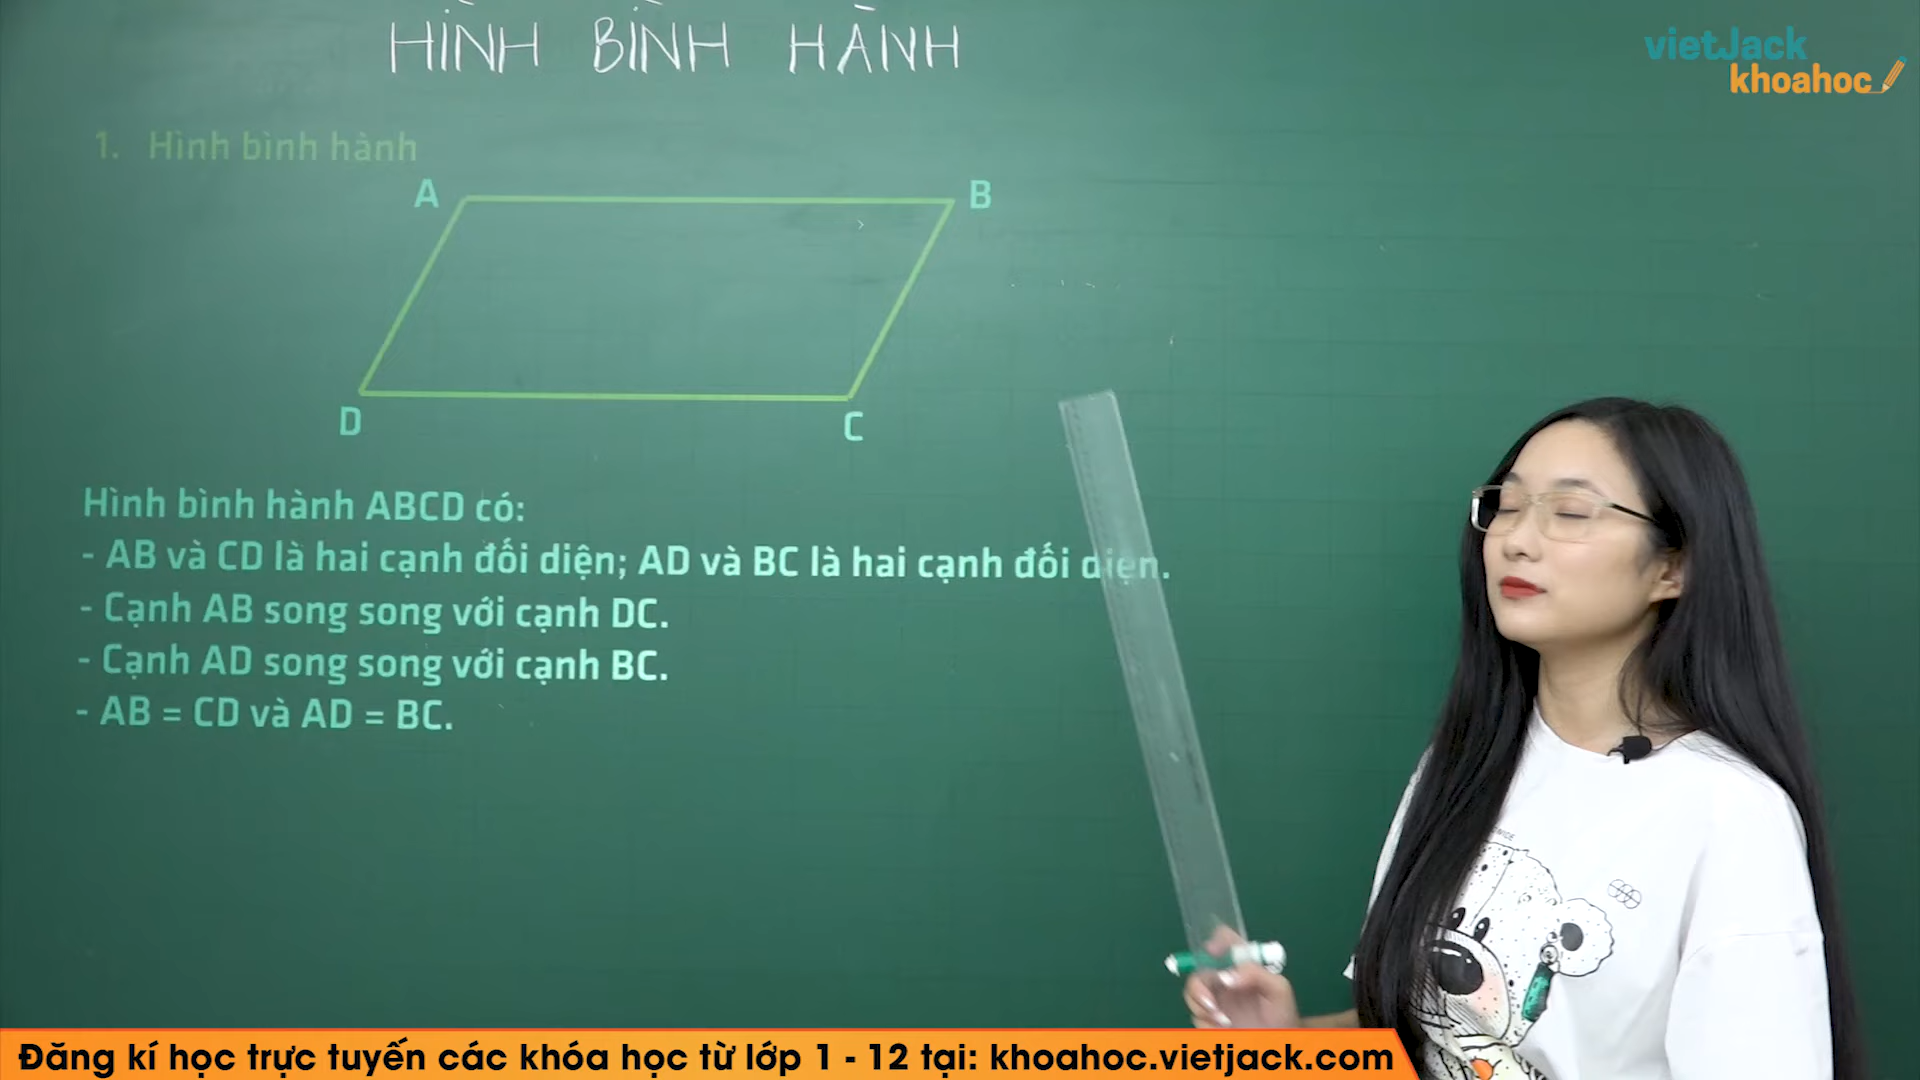 HÌNH BÌNH HÀNH
vietJack
khoahoc
1. Hình bình hành
A
B
D
C
Hình bình hành ABCD có:
- AB và CD là hai cạnh đối diện; AD và BC là hai cạnh đối diện.
- Cạnh AB song song với cạnh DC.
- Cạnh AD song song với cạnh BC.
- AB = CD và AD = BC.
Đăng kí học trực tuyến các khóa học từ lớp 1 - 12 tại: khoahoc.vietjack.com